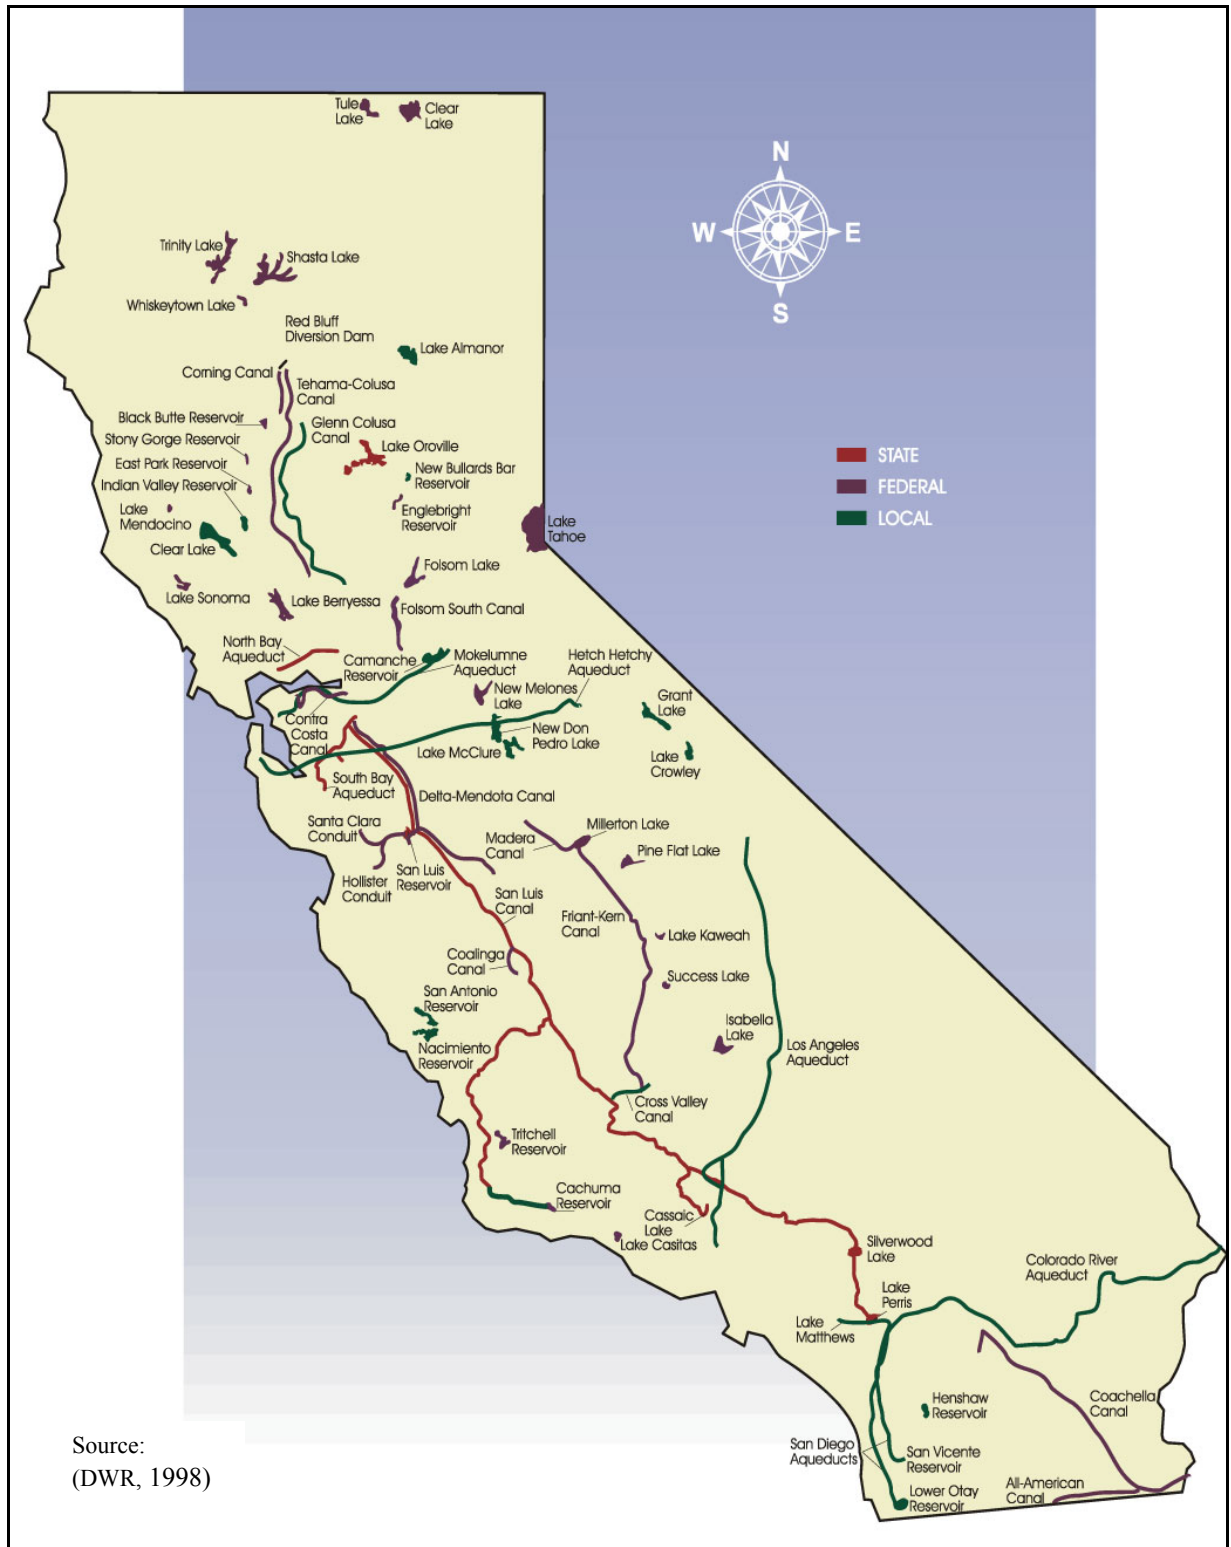 Tule
Lake
Clear
Lake
N
W
E
S
Trinity Lake
Shasta Lake
Whiskeytown Lake
Red Bluff
Diversion Dam
Lake Almanor
Corning Canal
Tehama-Colusa
Canal
Black Butte Reservoir
Glenn Colusa
Canal
Stony Gorge Reservoir
Lake Oroville
East Park Reservoir
New Bullards Bar
Reservoir
Indian Valley Reservoir
Lake
Mendocino
Englebright
Reservoir
Clear Lake
Lake
Tahoe
STATE
FEDERAL
LOCAL
Folsom Lake
Lake Sonoma
Lake Berryessa
Folsom South Canal
North Bay
Aqueduct
Camanche
Reservoir
Mokelumne
Aqueduct
Hetch Hetchy
Aqueduct
New Melones
Lake
Grant
Lake
Contra
Costa
Canal
New Don
Pedro Lake
Lake McClure
Lake
Crowley
South Bay
Aqueduct
Delta-Mendota Canal
Santa Clara
Conduit
Madera
Canal
Millerton Lake
Pine Flat Lake
San Luis
Reservoir
Hollister
Conduit
San Luis
Canal
Friant-Kern
Canal
Lake Kaweah
Coalinga
Canal
Success Lake
San Antonio
Reservoir
Isabella
Lake
Nacimiento
Reservoir
Los Angeles
Aqueduct
Cross Valley
Canal
Tritchell
Reservoir
Cachuma
Reservoir
Cassaic
Lake
Lake Casitas
Silverwood
Lake
Colorado River
Aqueduct
Lake
Perris
Lake
Matthews
Henshaw
Reservoir
Coachella
Canal
San Diego
Aqueducts
San Vicente
Reservoir
Lower Otay
Reservoir
All-American
Canal
Source:
(DWR, 1998)